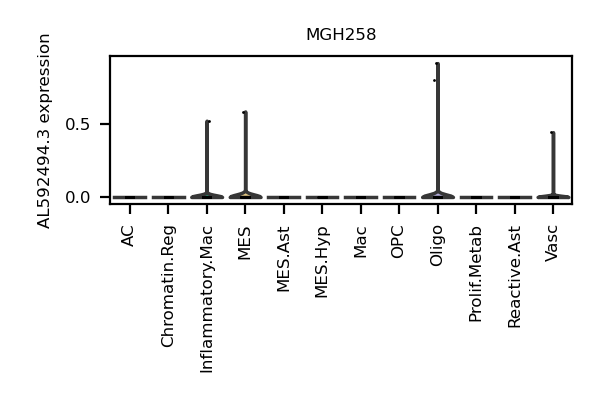 MGH258
AL592494.3 expression
0.5
0.0
AC
Chromatin.Reg
Inflammatory.Mac
MES
MES.Ast
MES.Hyp
Mac
OPC
Oligo
Prolif.Metab
Reactive.Ast
Vasc